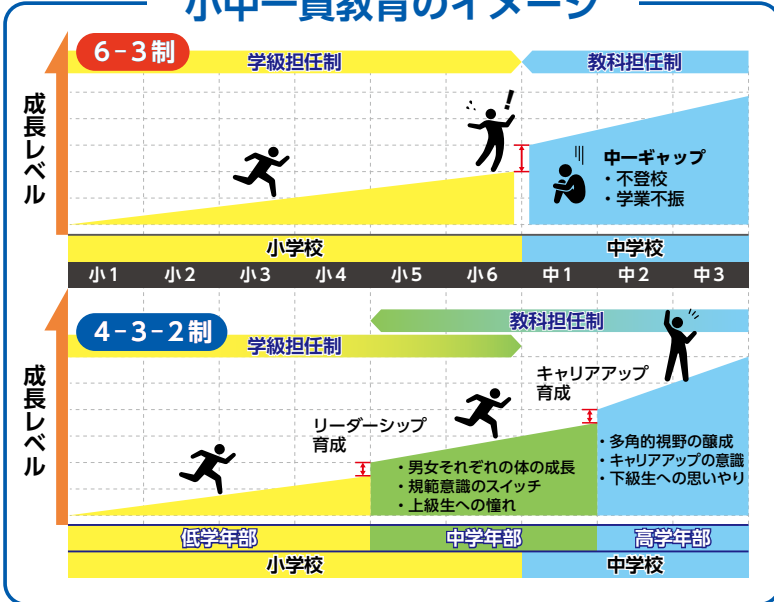 小中一貫教育のイメージ
6-3制
学級担任制
教科担任制
成長レベル
!
中一ギャップ
・不登校
・学業不振
小学校
中学校
小1 小2 小3 小4 小5 小6 中1 中2 中3
4-3-2制
教科担任制
学級担任制
成長レベル
キャリアアップ
育成
リーダーシップ
育成
・男女それぞれの体の成長
・規範意識のスイッチ
・上級生への憧れ
・多角的視野の醸成
・キャリアアップの意識
・下級生への思いやり
低学年部
中学年部
高学年部
小学校
中学校